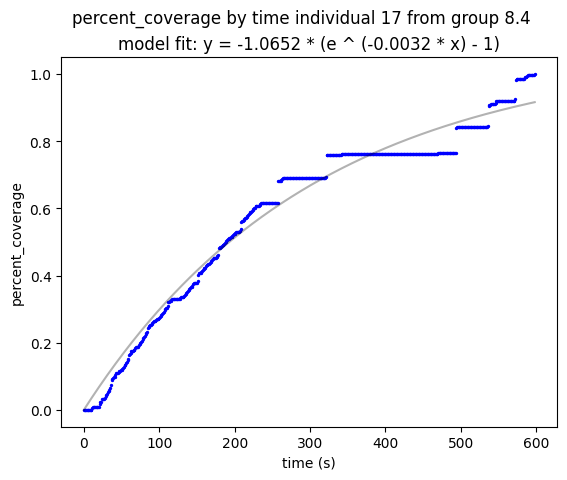 percent_coverage by time individual 17 from group 8.4
model fit: y = -1.0652 * (e ^ (-0.0032 * x) - 1)
1.0
0.8
0.6
0.4
0.2
0.0
percent_coverage
0 100 200 300 400 500 600
time (s)